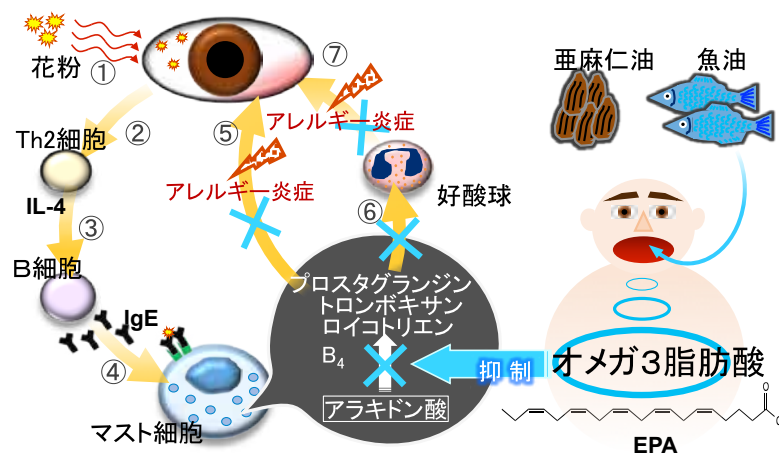 花粉
①
⑦
亜麻仁油
魚油
②
Th2細胞
⑤
アレルギー炎症
アレルギー炎症
IL-4
③
⑥
好酸球
B細胞
IgE
④
マスト細胞
プロスタグランジン
トロンボキサン
ロイコトリエン
B4
アラキドン酸
抑制
オメガ3脂肪酸
O
O
EPA